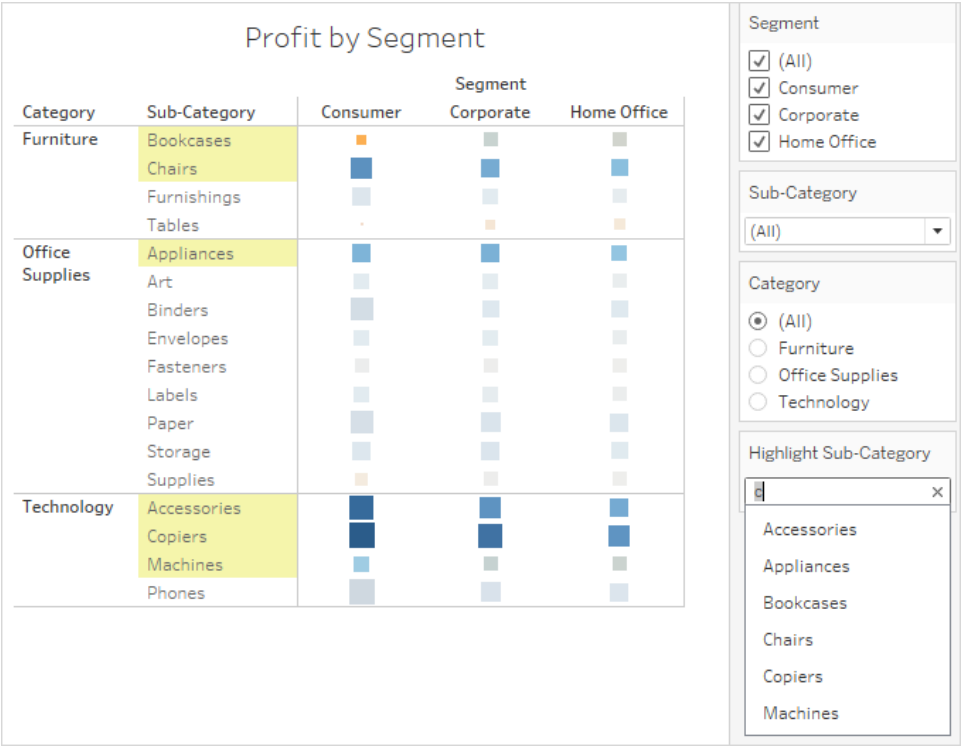 Profit by Segment
Segment
Category Sub-Category Consumer Corporate Home Office
Furniture Bookcases
Chairs
Furnishings
Tables
Office Supplies Appliances
Art
Binders
Envelopes
Fasteners
Labels
Paper
Storage
Supplies
Technology Accessories
Copiers
Machines
Phones
Segment
(All)
Consumer
Corporate
Home Office
Sub-Category
(All)
Category
(All)
Furniture
Office Supplies
Technology
Highlight Sub-Category
c
Accessories
Appliances
Bookcases
Chairs
Copiers
Machines